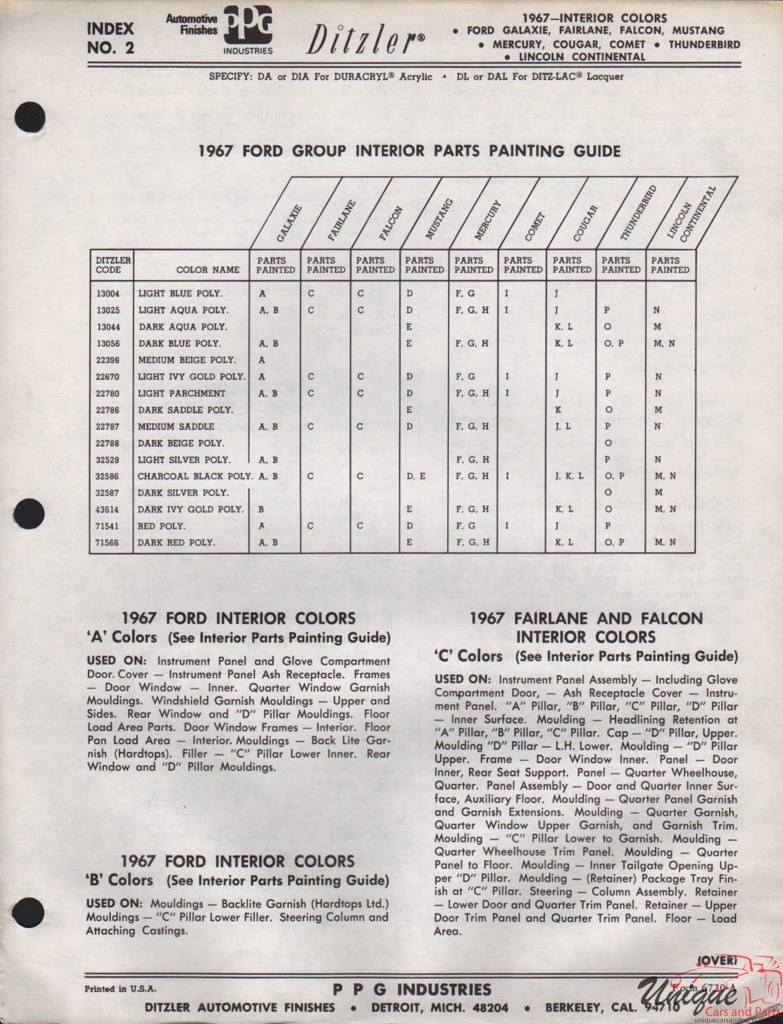 INDEX
NO. 2
Automotive
Finishes
PPG
INDUSTRIES
Ditzler®
1967—INTERIOR COLORS
• FORD GALAXIE, FAIRLANE, FALCON, MUSTANG
• MERCURY, COUGAR, COMET • THUNDERBIRD
• LINCOLN CONTINENTAL
SPECIFY: DA or DIA For DURACRYL® Acrylic • DL or DAL For DITZ-LAC® Lacquer
1967 FORD GROUP INTERIOR PARTS PAINTING GUIDE
GALAXIE FAIRLANE FALCON MUSTANG MERCURY COMET COUGAR THUNDERBIRD LINCOLN CONTINENTAL
DITZLER CODE COLOR NAME PARTS PAINTED PARTS PAINTED PARTS PAINTED PARTS PAINTED PARTS PAINTED PARTS PAINTED PARTS PAINTED PARTS PAINTED PARTS PAINTED
13004 LIGHT BLUE POLY. A C C D F, G I J
13025 LIGHT AQUA POLY. A, B C C D F, G, H I J P N
13044 DARK AQUA POLY. E K, L O M
13056 DARK BLUE POLY. A, B E F, G, H K, L O, P M, N
22396 MEDIUM BEIGE POLY. A
22670 LIGHT IVY GOLD POLY. A C C D F, G I J P N
22780 LIGHT PARCHMENT A, B C C D F, G, H I J P N
22786 DARK SADDLE POLY. E K O M
22787 MEDIUM SADDLE A, B C C D F, G, H J, L P N
22788 DARK BEIGE POLY. O
32529 LIGHT SILVER POLY. A, B F, G, H P N
32586 CHARCOAL BLACK POLY. A, B C C D, E F, G, H I J, K, L O, P M, N
32587 DARK SILVER POLY. O M
43614 DARK IVY GOLD POLY. B E F, G, H K, L O M, N
71541 RED POLY. A C C D F, G I J P
71566 DARK RED POLY. A, B E F, G, H K, L O, P M, N
1967 FORD INTERIOR COLORS
'A' Colors (See Interior Parts Painting Guide)
USED ON: Instrument Panel and Glove Compartment
Door. Cover — Instrument Panel Ash Receptacle. Frames
— Door Window — Inner. Quarter Window Garnish
Mouldings. Windshield Garnish Mouldings — Upper and
Sides. Rear Window and "D" Pillar Mouldings. Floor
Load Area Parts. Door Window Frames — Interior. Floor
Pan Load Area — Interior. Mouldings — Back Lite Gar-
nish (Hardtops). Filler — "C" Pillar Lower Inner. Rear
Window and "D" Pillar Mouldings.
1967 FORD INTERIOR COLORS
'B' Colors (See Interior Parts Painting Guide)
USED ON: Mouldings — Backlite Garnish (Hardtops Ltd.)
Mouldings — "C" Pillar Lower Filler. Steering Column and
Attaching Castings.
1967 FAIRLANE AND FALCON
INTERIOR COLORS
'C' Colors (See Interior Parts Painting Guide)
USED ON: Instrument Panel Assembly — Including Glove
Compartment Door, — Ash Receptacle Cover — Instru-
ment Panel. "A" Pillar, "B" Pillar, "C" Pillar, "D" Pillar
— Inner Surface. Moulding — Headlining Retention at
"A" Pillar, "B" Pillar, "C" Pillar. Cap — "D" Pillar, Upper.
Moulding "D" Pillar — L.H. Lower. Moulding — "D" Pillar
Upper. Frame — Door Window Inner. Panel — Door
Inner, Rear Seat Support. Panel — Quarter Wheelhouse,
Quarter. Panel Assembly — Door and Quarter Inner Sur-
face, Auxiliary Floor. Moulding — Quarter Panel Garnish
and Garnish Extensions. Moulding — Quarter Garnish,
Quarter Window Upper Garnish, and Garnish Trim.
Moulding — "C" Pillar Lower to Garnish. Moulding —
Quarter Wheelhouse Trim Panel. Moulding — Quarter
Panel to Floor. Moulding — Inner Tailgate Opening Up-
per "D" Pillar. Moulding — (Retainer) Package Tray Fin-
ish at "C" Pillar. Steering — Column Assembly. Retainer
— Lower Door and Quarter Trim Panel. Retainer — Upper
Door Trim Panel and Quarter Trim Panel. Floor — Load
Area.
(OVER)
Printed in U.S.A.
PPG INDUSTRIES
DITZLER AUTOMOTIVE FINISHES • DETROIT, MICH. 48204 • BERKELEY, CAL. 94710
Unique
Cars and Parts